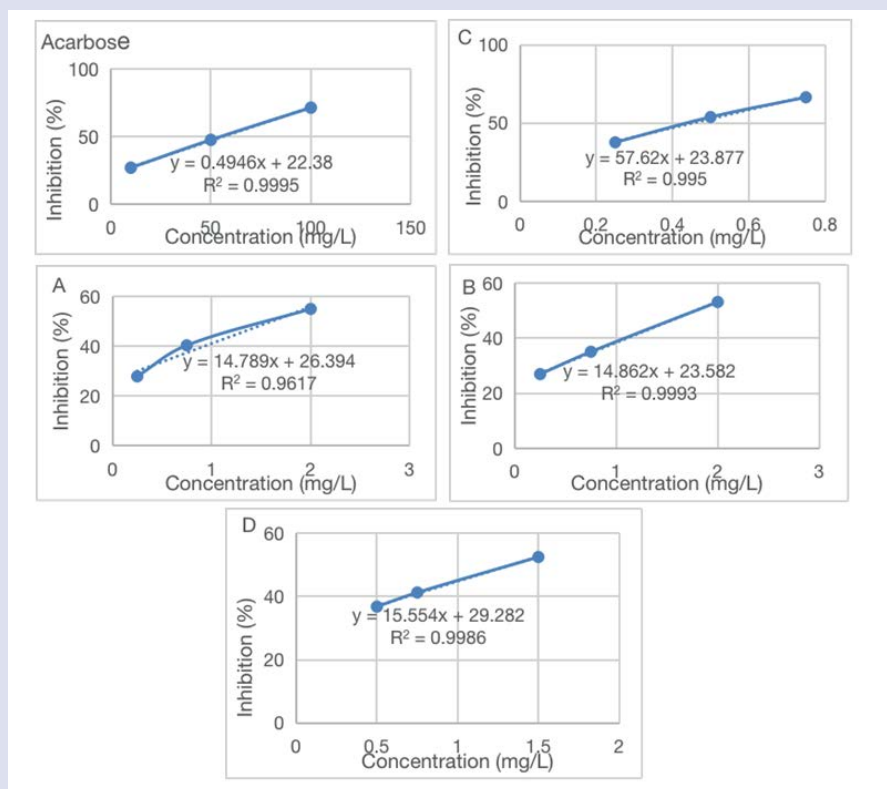 Acarbose
100
50
0
Inhibition (%)
y = 0.4946x + 22.38
R² = 0.9995
0 50 100 150
Concentration (mg/L)
C
100
50
0
Inhibition (%)
y = 57.62x + 23.877
R² = 0.995
0 0.2 0.4 0.6 0.8
Concentration (mg/L)
A
60
40
20
0
Inhibition (%)
y = 14.789x + 26.394
R² = 0.9617
0 1 2 3
Concentration (mg/L)
B
60
40
20
0
Inhibition (%)
y = 14.862x + 23.582
R² = 0.9993
0 1 2 3
Concentration (mg/L)
D
60
40
20
0
Inhibition (%)
y = 15.554x + 29.282
R² = 0.9986
0 0.5 1 1.5 2
Concentration (mg/L)